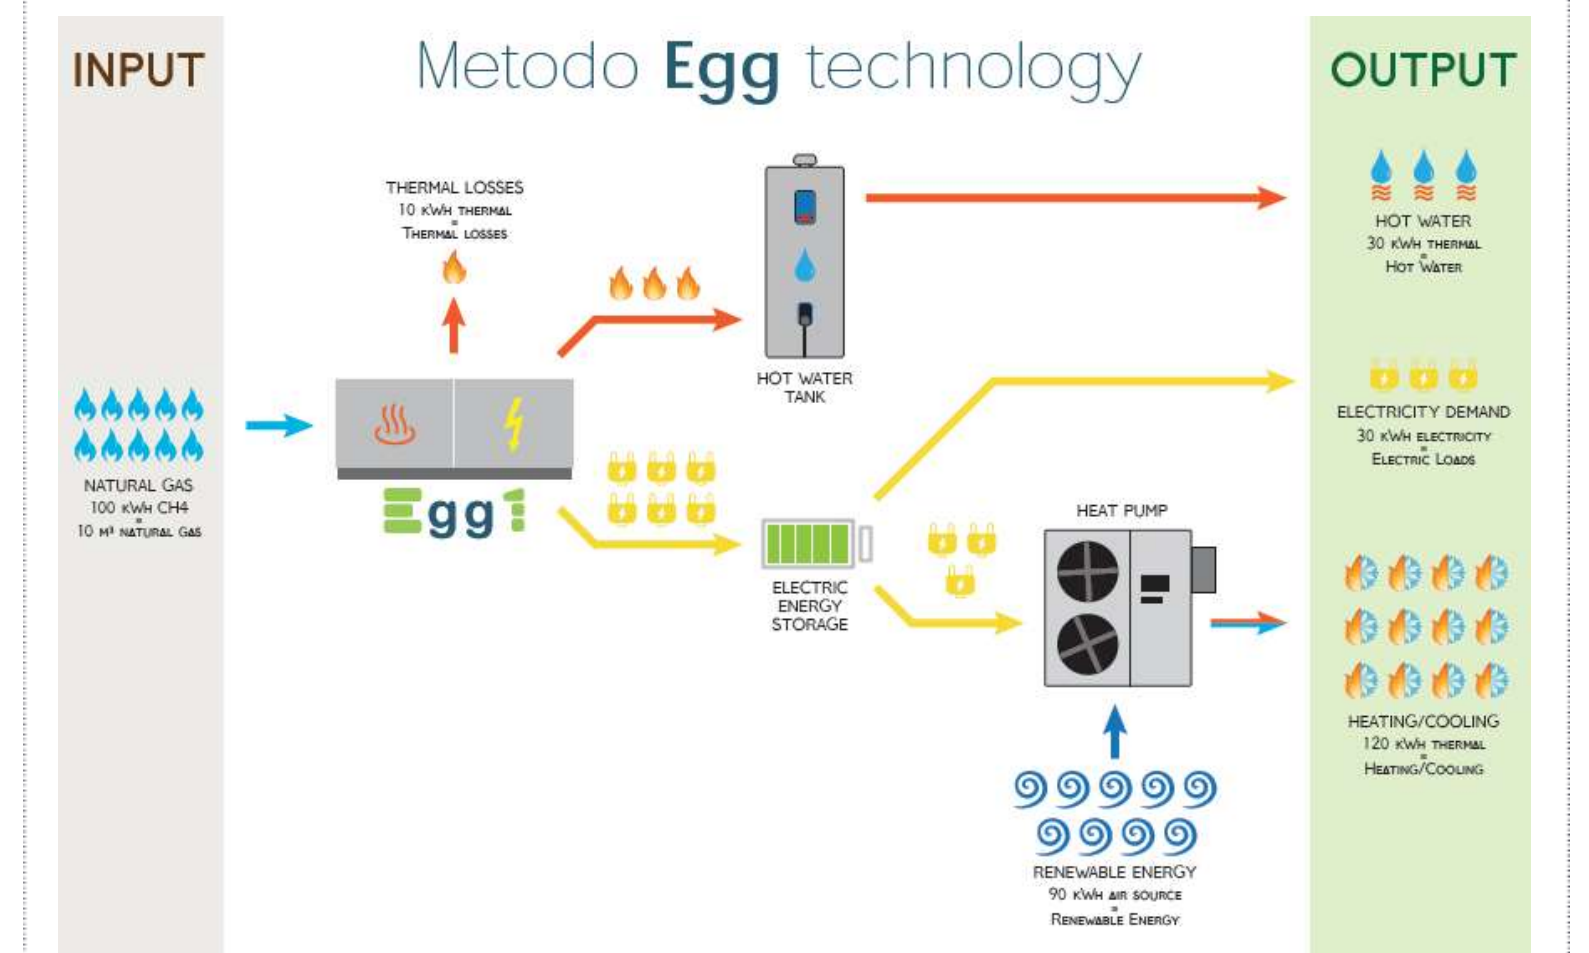 INPUT
Metodo Egg technology
OUTPUT
THERMAL LOSSES
10 KWH THERMAL
=
THERMAL LOSSES
HOT WATER
30 KWH THERMAL
=
HOT WATER
HOT WATER
TANK
NATURAL GAS
100 KWH CH4
=
10 M³ NATURAL GAS
Egg1
ELECTRICITY DEMAND
30 KWH ELECTRICITY
=
ELECTRIC LOADS
HEAT PUMP
ELECTRIC
ENERGY
STORAGE
HEATING/COOLING
120 KWH THERMAL
=
HEATING/COOLING
RENEWABLE ENERGY
90 KWH AIR SOURCE
=
RENEWABLE ENERGY